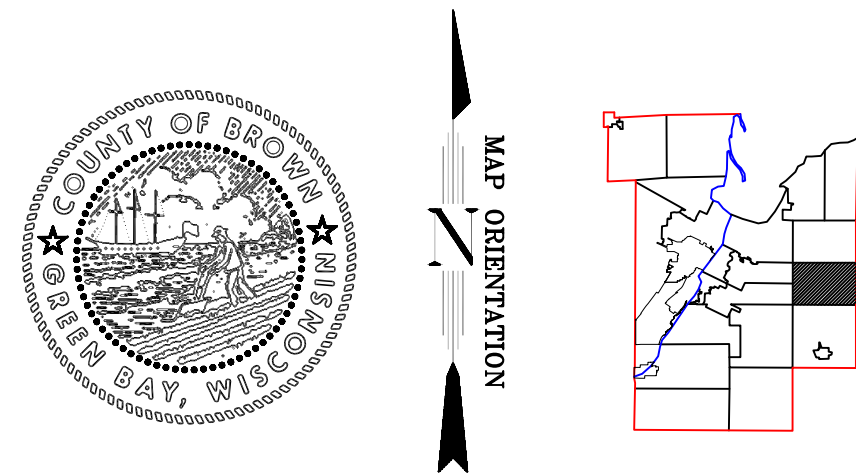 COUNTY OF BROWN
GREEN BAY, WISCONSIN
MAP ORIENTATION
N